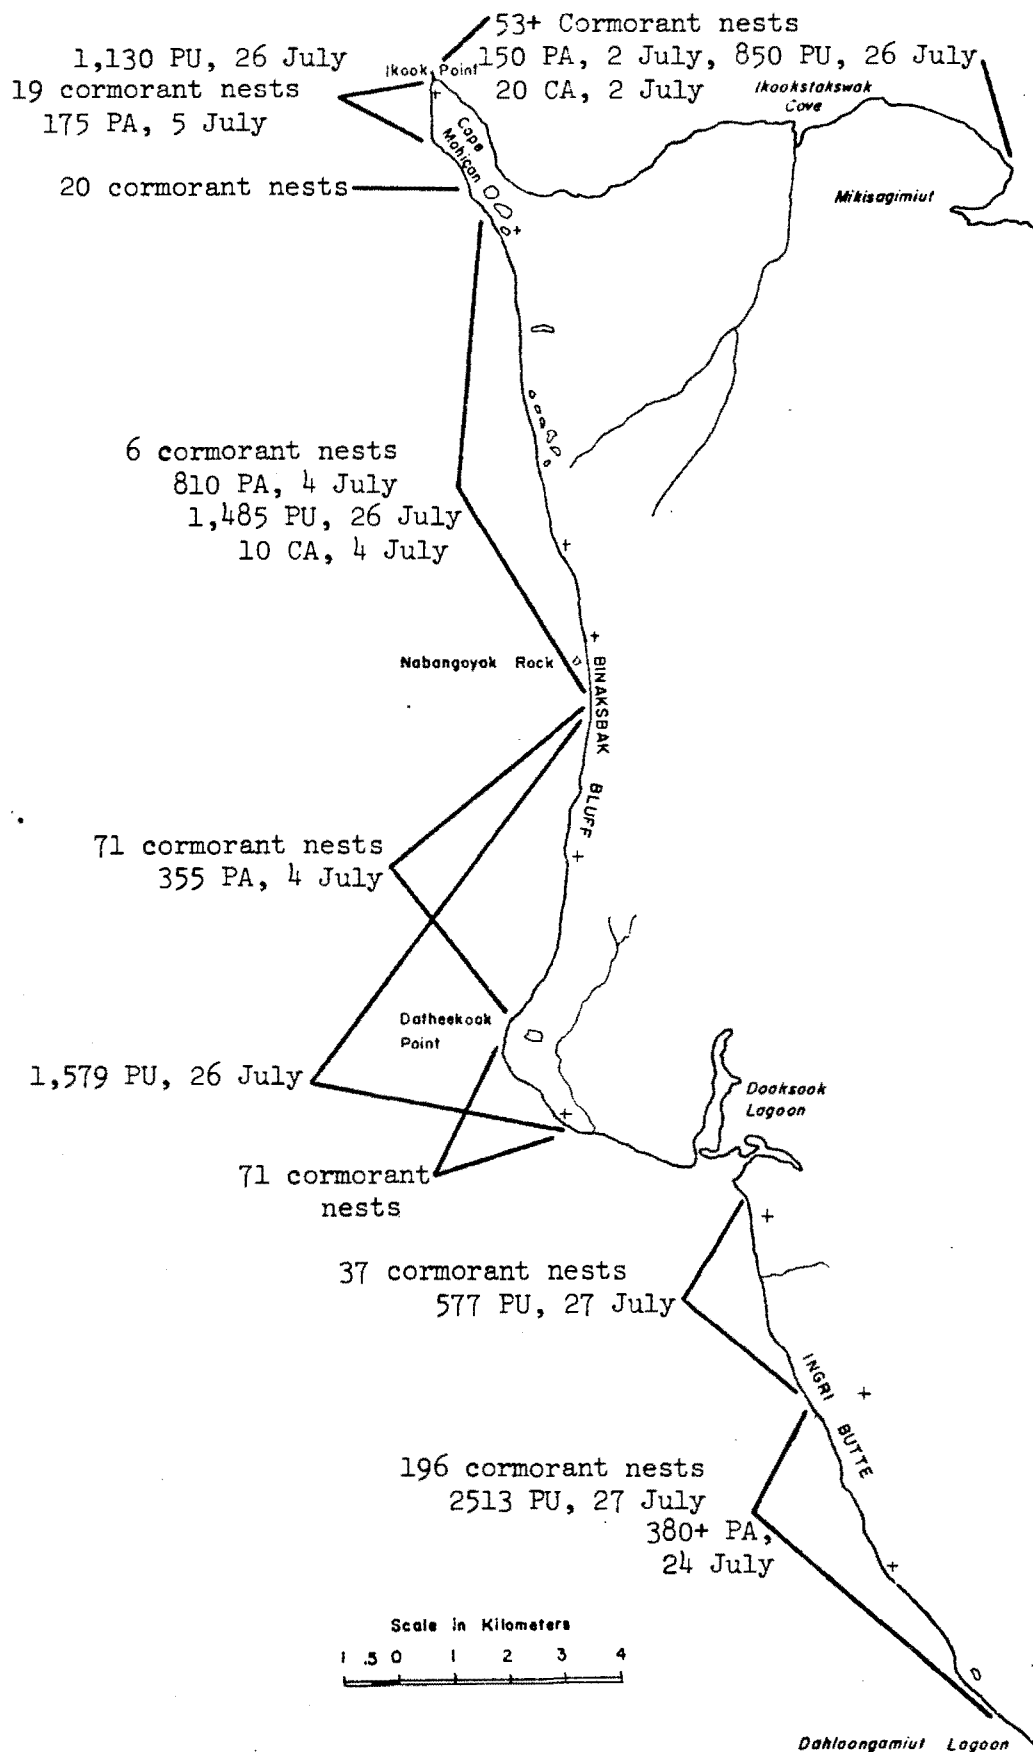 53+ Cormorant nests
150 PA, 2 July, 850 PU, 26 July
20 CA, 2 July
1,130 PU, 26 July
19 cormorant nests
175 PA, 5 July
Ikook Point
Ikookstakswak
Cove
Cape
Mohican
20 cormorant nests
Mikisagimiut
6 cormorant nests
810 PA, 4 July
1,485 PU, 26 July
10 CA, 4 July
Nabangoyak Rock
BINAKSBAK
BLUFF
71 cormorant nests
355 PA, 4 July
Datheekook
Point
1,579 PU, 26 July
Dooksook
Lagoon
71 cormorant
nests
37 cormorant nests
577 PU, 27 July
INGRI
BUTTE
196 cormorant nests
2513 PU, 27 July
380+ PA,
24 July
Scale in Kilometers
1 .5 0 1 2 3 4
Dahloongamiut Lagoon